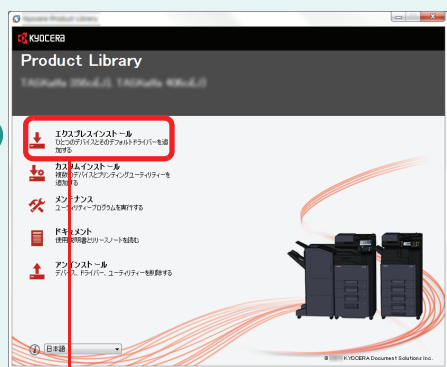 KYOCERA
Product Library
エクスプレスインストール
ひとつのデバイスとそのデフォルトドライバーを追
加する
カスタムインストール
複数のデバイスとプリンティングユーティリティーを
追加する
メンテナンス
ユーティリティープログラムを実行する
ドキュメント
使用説明書とリリースノートを読む
アンインストール
デバイス、ドライバー、ユーティリティーを削除する
日本語
KYOCERA Document Solutions Inc.